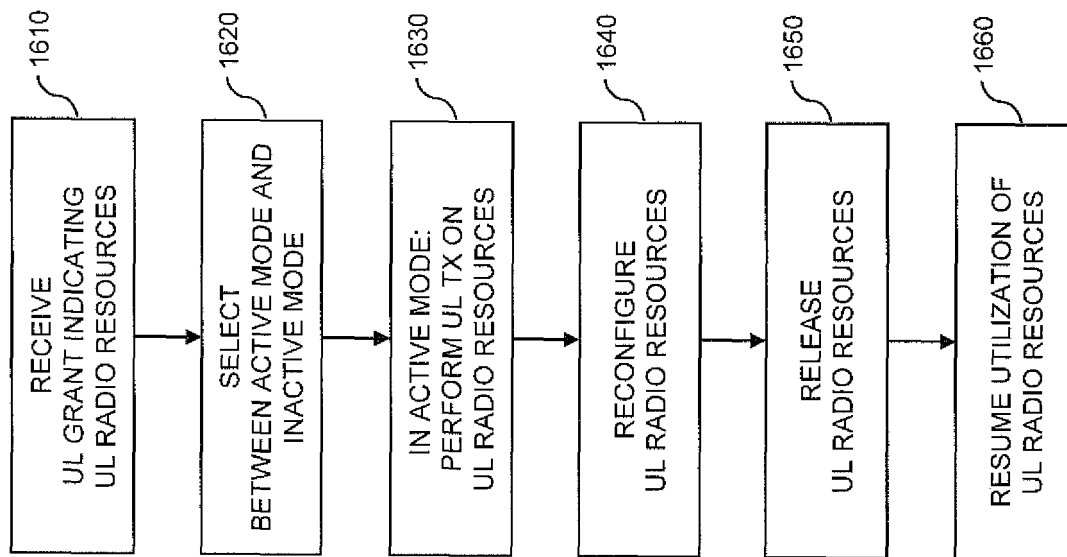 RECEIVE
UL GRANT INDICATING
UL RADIO RESOURCES
1610
SELECT
BETWEEN ACTIVE MODE AND
INACTIVE MODE
1620
IN ACTIVE MODE:
PERFORM UL TX ON
UL RADIO RESOURCES
1630
RECONFIGURE
UL RADIO RESOURCES
1640
RELEASE
UL RADIO RESOURCES
1650
RESUME UTILIZATION OF
UL RADIO RESOURCES
1660